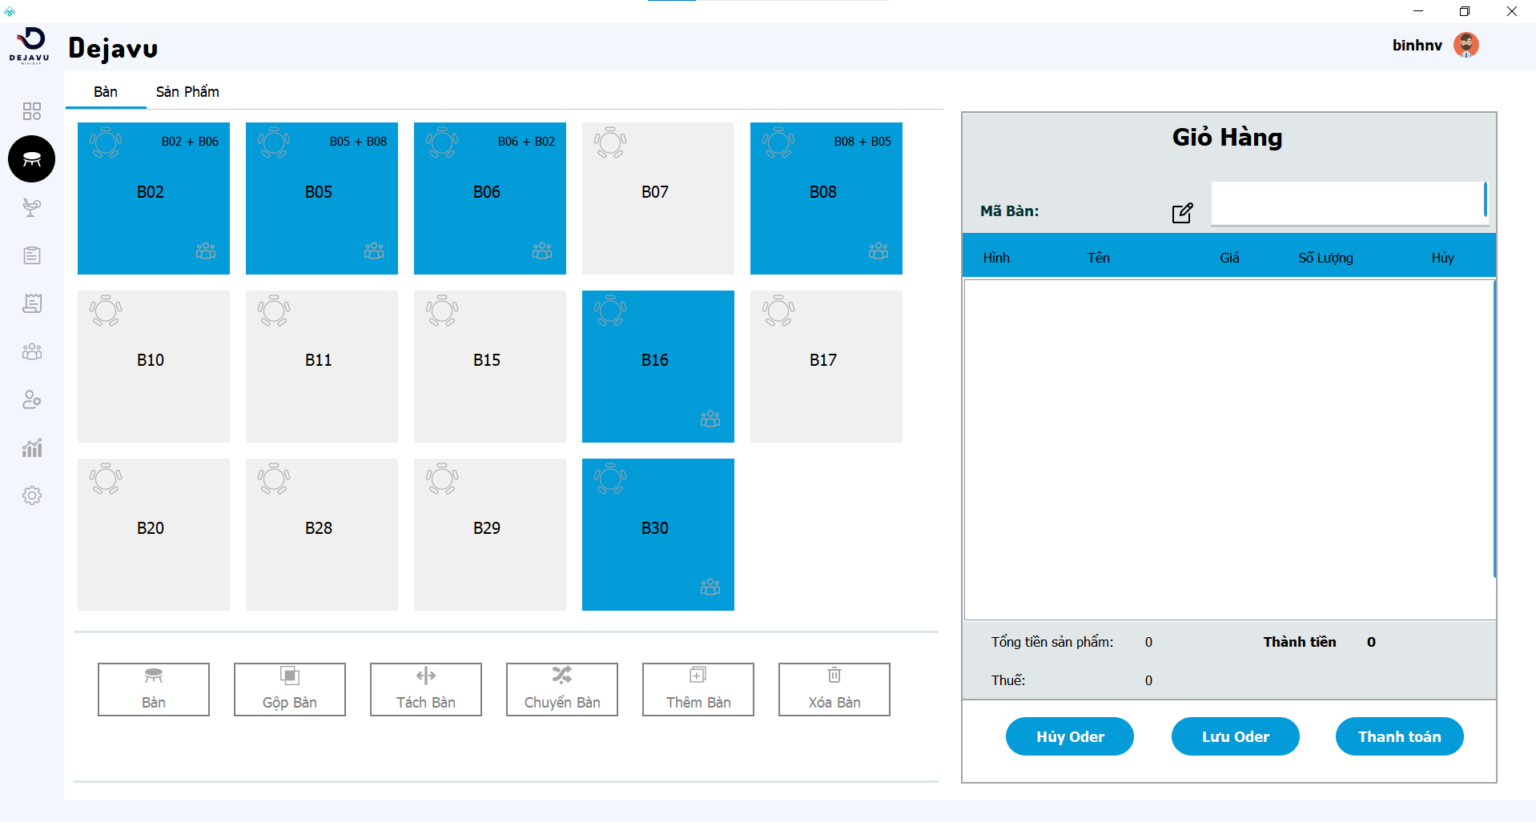 DEJAVU
Dejavu
binhnv
Bàn
Sản Phẩm
B02 + B06
B02
B05 + B08
B05
B06 + B02
B06
B07
B08 + B05
B08
B10
B11
B15
B16
B17
B20
B28
B29
B30
Bàn
Gộp Bàn
Tách Bàn
Chuyển Bàn
Thêm Bàn
Xóa Bàn
Giỏ Hàng
Mã Bàn:
Hình Tên Giá Số Lượng Hủy
Tổng tiền sản phẩm: 0 Thành tiền 0
Thuế: 0
Hủy Oder
Lưu Oder
Thanh toán